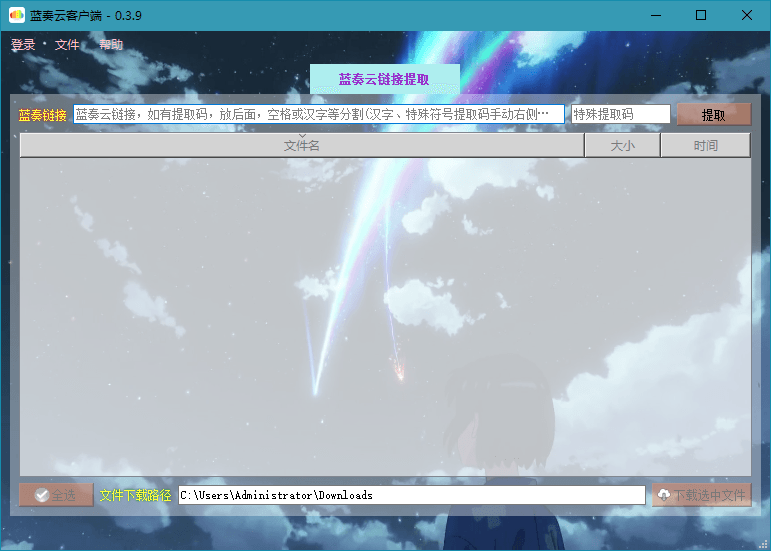 蓝奏云客户端 - 0.3.9
登录 文件 帮助
蓝奏云链接提取
蓝奏链接 蓝奏云链接，如有提取码，放后面，空格或汉字等分割(汉字、特殊符号提取码手动右侧… 特殊提取码 提取
文件名 大小 时间
全选 文件下载路径 C:\Users\Administrator\Downloads 下载选中文件